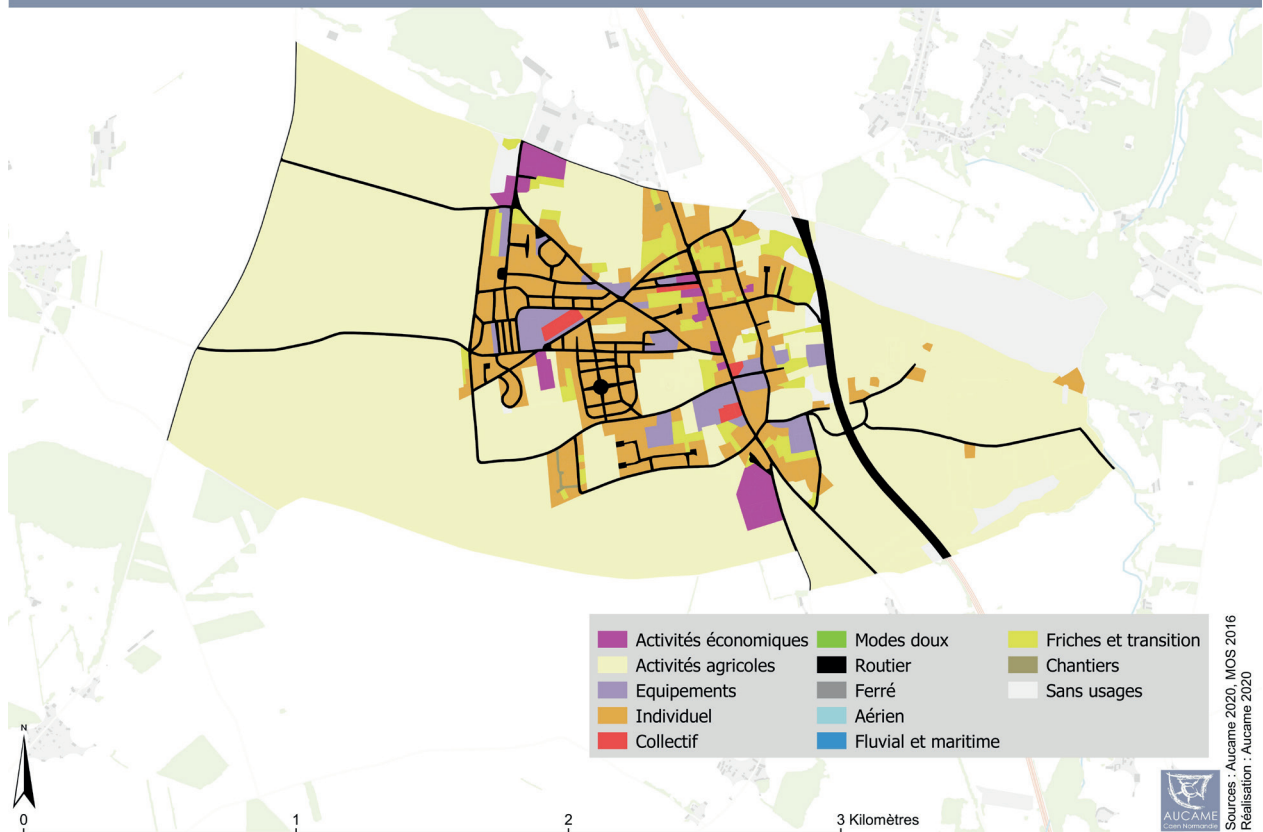 Activités économiques
Activités agricoles
Equipements
Individuel
Collectif
Modes doux
Routier
Ferré
Aérien
Fluvial et maritime
Friches et transition
Chantiers
Sans usages
N
0 1 2 3 Kilomètres
AUCAME
Caen Normandie
Sources : Aucame 2020, MOS 2016
Réalisation : Aucame 2020